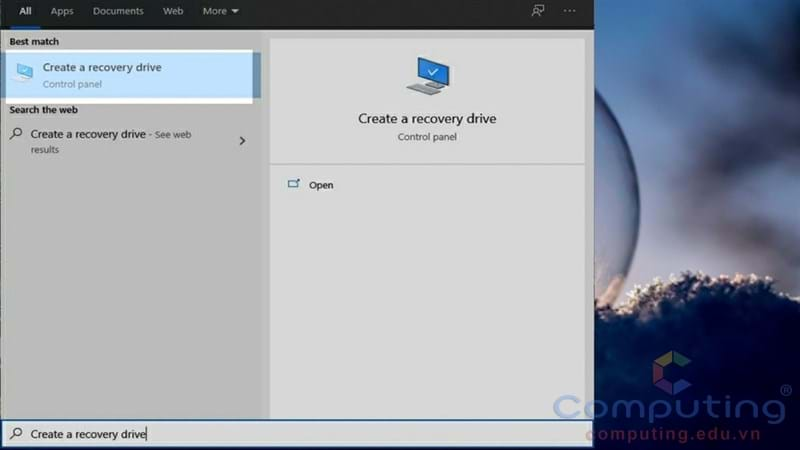 All Apps Documents Web More
Best match
Create a recovery drive
Control panel
Search the web
Create a recovery drive - See web
results
Create a recovery drive
Control panel
Open
Create a recovery drive
Computing®
computing.edu.vn